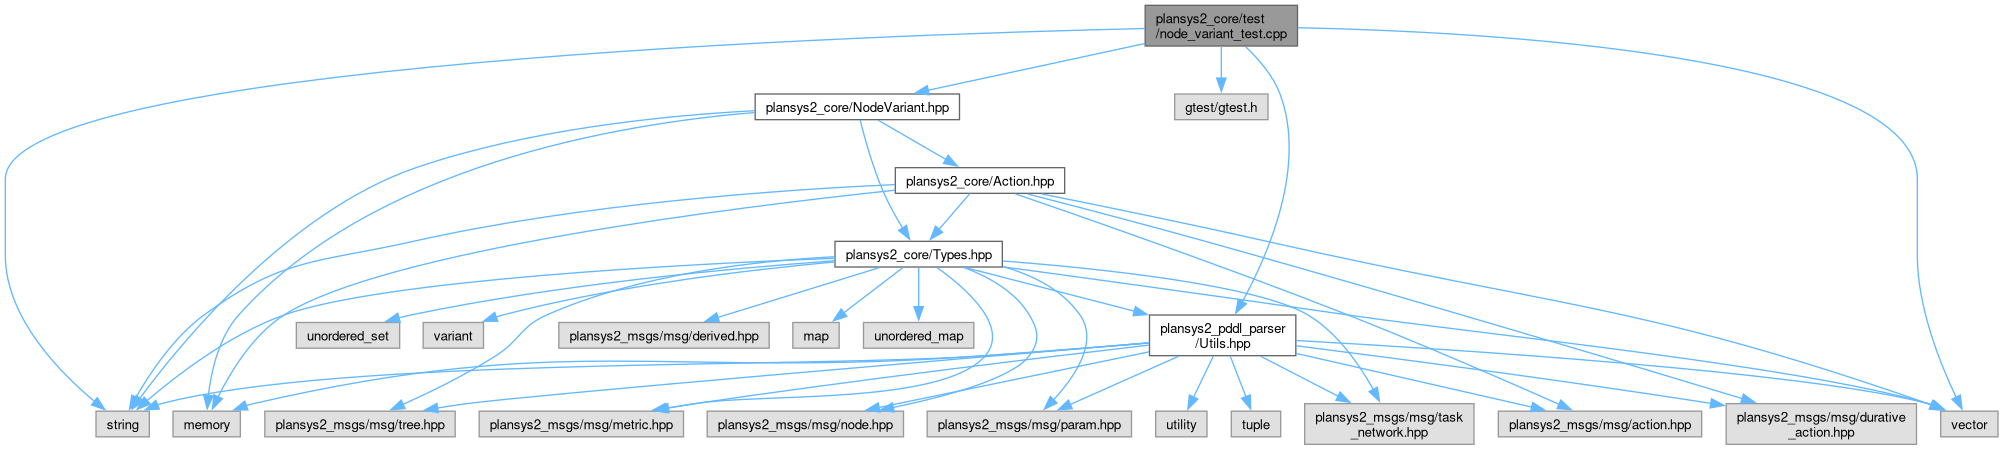 plansys2_core/test
/node_variant_test.cpp
plansys2_core/NodeVariant.hpp
gtest/gtest.h
plansys2_core/Action.hpp
plansys2_core/Types.hpp
unordered_set
variant
plansys2_msgs/msg/derived.hpp
map
unordered_map
plansys2_pddl_parser
/Utils.hpp
string
memory
plansys2_msgs/msg/tree.hpp
plansys2_msgs/msg/metric.hpp
plansys2_msgs/msg/node.hpp
plansys2_msgs/msg/param.hpp
utility
tuple
plansys2_msgs/msg/task
_network.hpp
plansys2_msgs/msg/action.hpp
plansys2_msgs/msg/durative
_action.hpp
vector